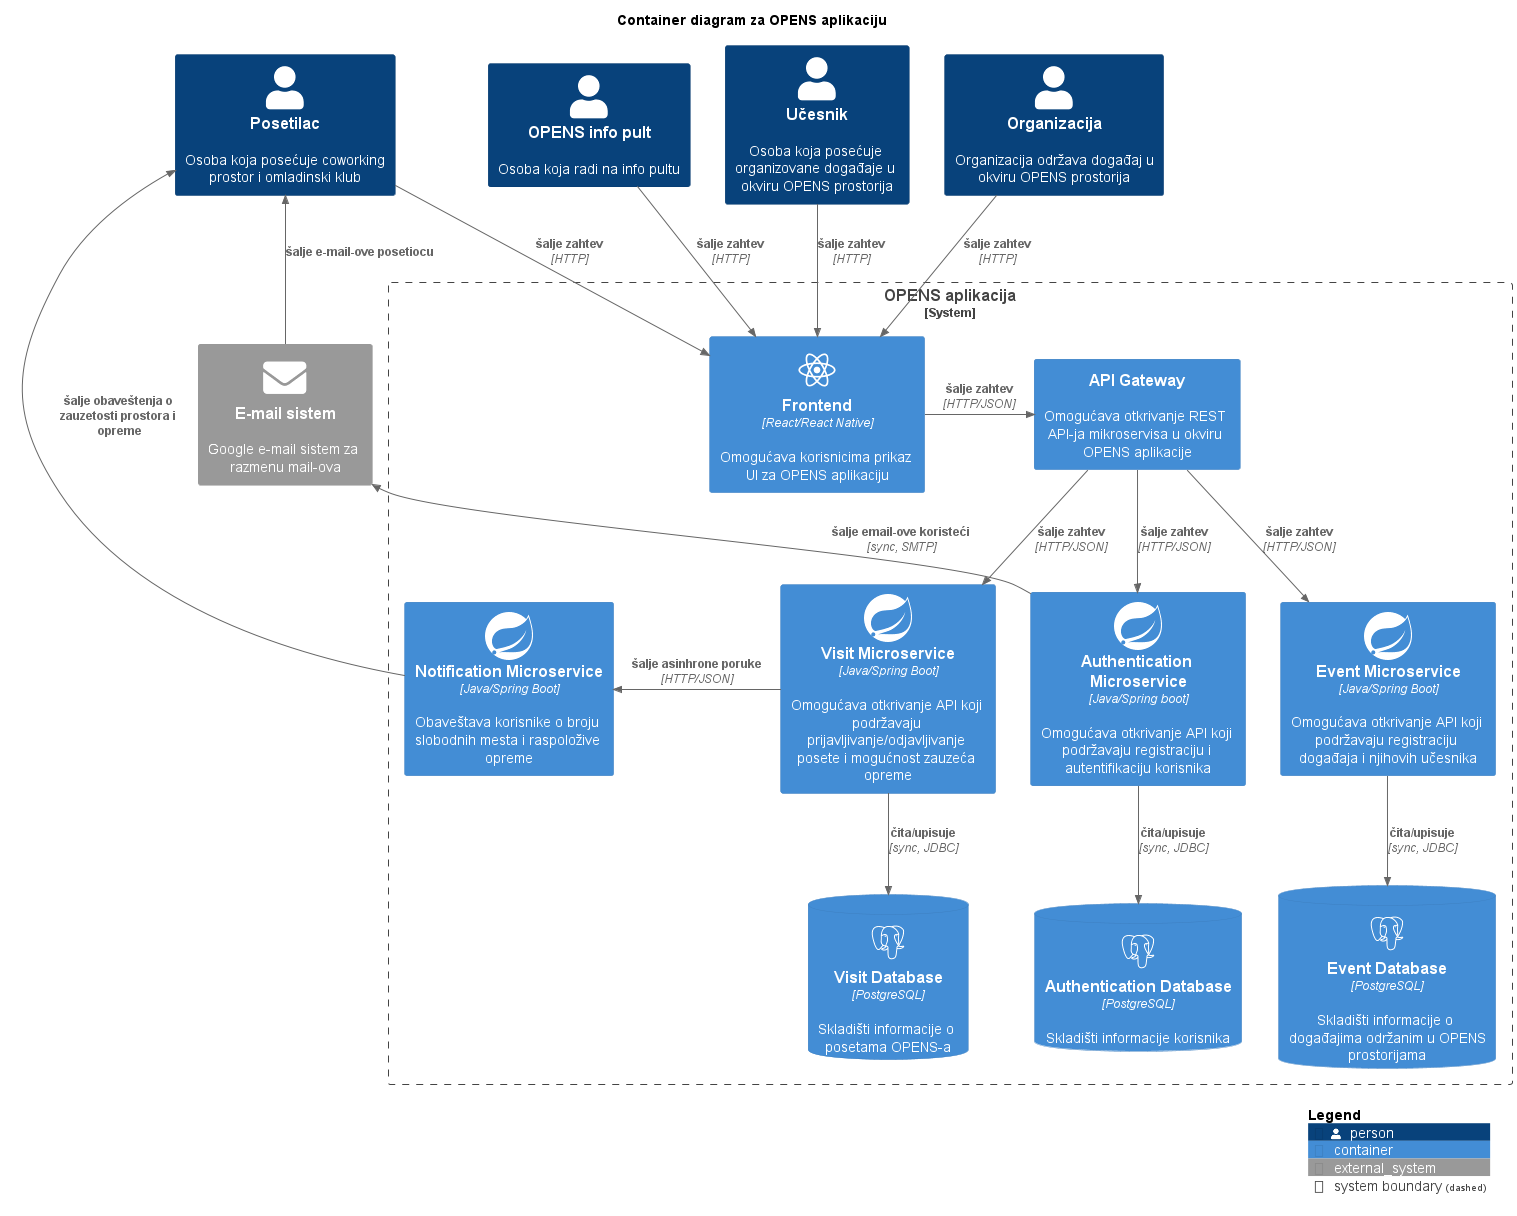 Container diagram za OPENS aplikaciju
Posetilac
Osoba koja posećuje coworking
prostor i omladinski klub
OPENS info pult
Osoba koja radi na info pultu
Učesnik
Osoba koja posećuje
organizovane događaje u
okviru OPENS prostorija
Organizacija
Organizacija održava događaj u
okviru OPENS prostorija
šalje e-mail-ove posetiocu
šalje zahtev
[HTTP]
šalje zahtev
[HTTP]
šalje zahtev
[HTTP]
šalje zahtev
[HTTP]
OPENS aplikacija
[System]
šalje obaveštenja o
zauzetosti prostora i
opreme
E-mail sistem
Google e-mail sistem za
razmenu mail-ova
Frontend
[React/React Native]
Omogućava korisnicima prikaz
UI za OPENS aplikaciju
šalje zahtev
[HTTP/JSON]
API Gateway
Omogućava otkrivanje REST
API-ja mikroservisa u okviru
OPENS aplikacije
šalje email-ove koristeći
[sync, SMTP]
šalje zahtev
[HTTP/JSON]
šalje zahtev
[HTTP/JSON]
šalje zahtev
[HTTP/JSON]
Notification Microservice
[Java/Spring Boot]
Obaveštava korisnike o broju
slobodnih mesta i raspoložive
opreme
šalje asinhrone poruke
[HTTP/JSON]
Visit Microservice
[Java/Spring Boot]
Omogućava otkrivanje API koji
podržavaju
prijavljivanje/odjavljivanje
posete i mogućnost zauzeća
opreme
Authentication
Microservice
[Java/Spring boot]
Omogućava otkrivanje API koji
podržavaju registraciju i
autentifikaciju korisnika
Event Microservice
[Java/Spring Boot]
Omogućava otkrivanje API koji
podržavaju registraciju
događaja i njihovih učesnika
čita/upisuje
[sync, JDBC]
čita/upisuje
[sync, JDBC]
čita/upisuje
[sync, JDBC]
Visit Database
[PostgreSQL]
Skladišti informacije o
posetama OPENS-a
Authentication Database
[PostgreSQL]
Skladišti informacije korisnika
Event Database
[PostgreSQL]
Skladišti informacije o
događajima održanim u OPENS
prostorijama
Legend
person
container
external_system
system boundary (dashed)